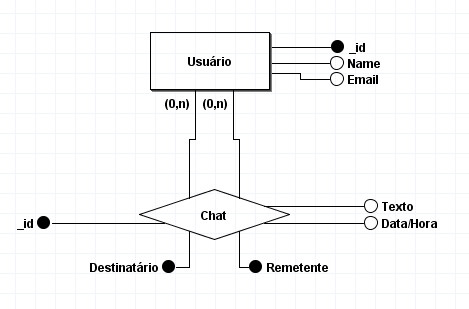 Usuário
_id
Name
Email
(0,n) (0,n)
Chat
Texto
_id
Data/Hora
Destinatário
Remetente